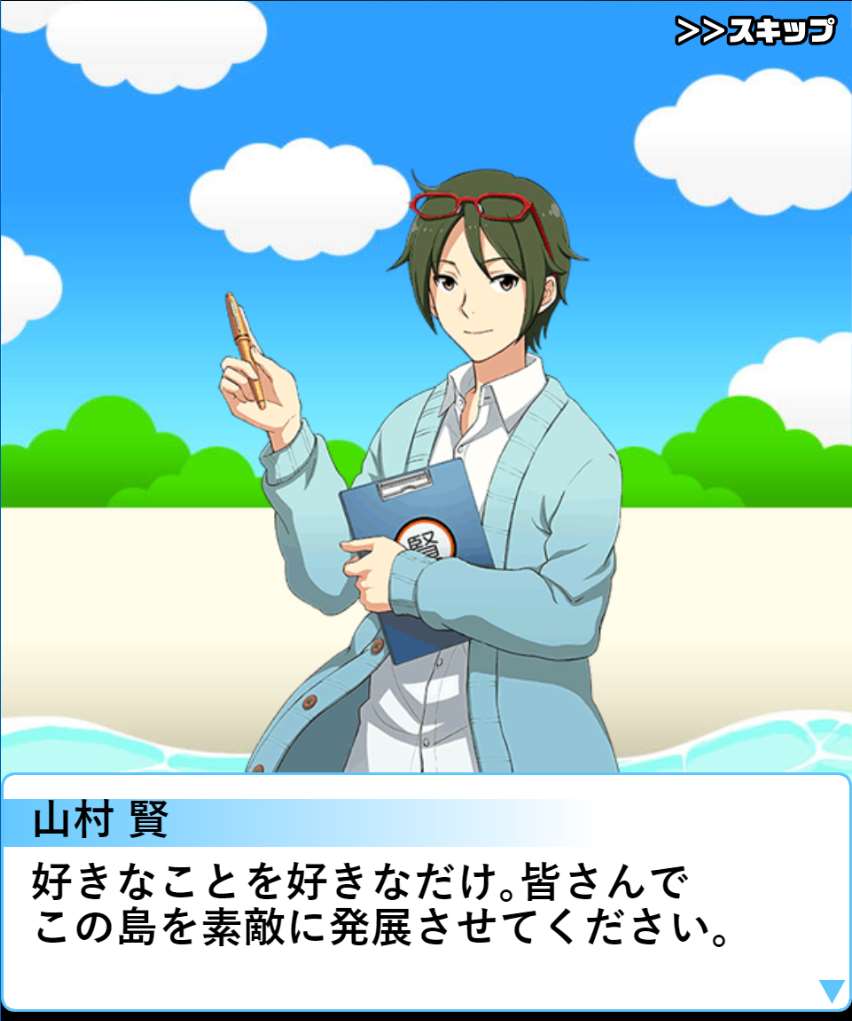 >>スキップ
賢
山村 賢
好きなことを好きなだけ。皆さんで
この島を素敵に発展させてください。